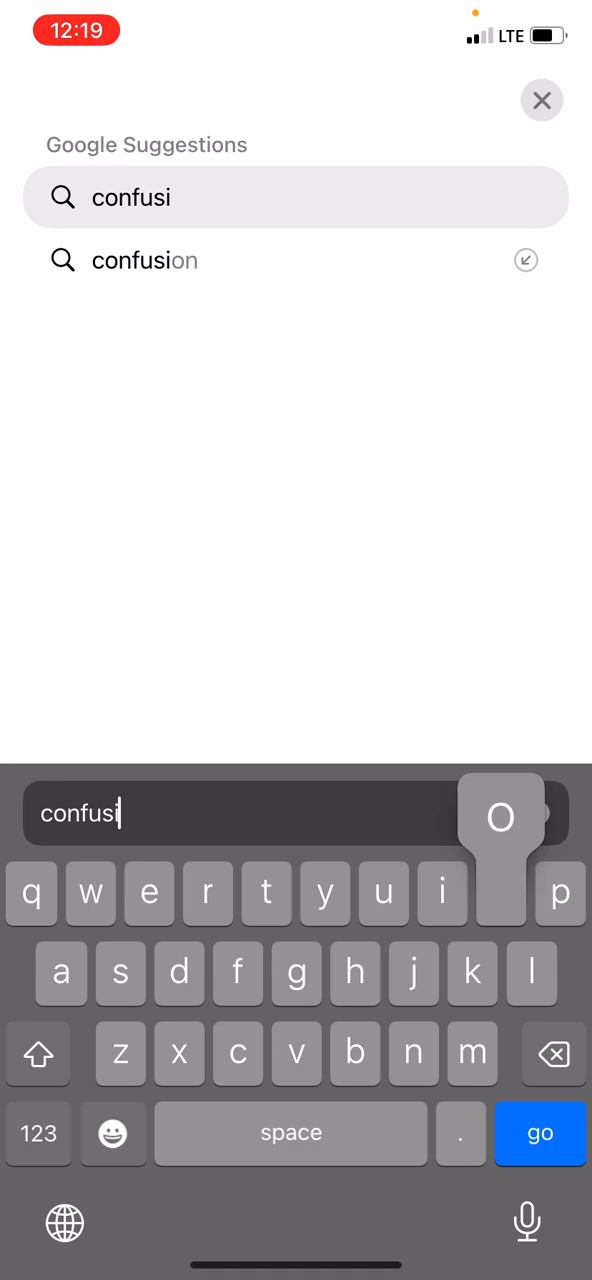 12:19
LTE
Google Suggestions
confusi
confusion
confusi
o
q w e r t y u i p
a s d f g h j k l
z x c v b n m
123 space . go